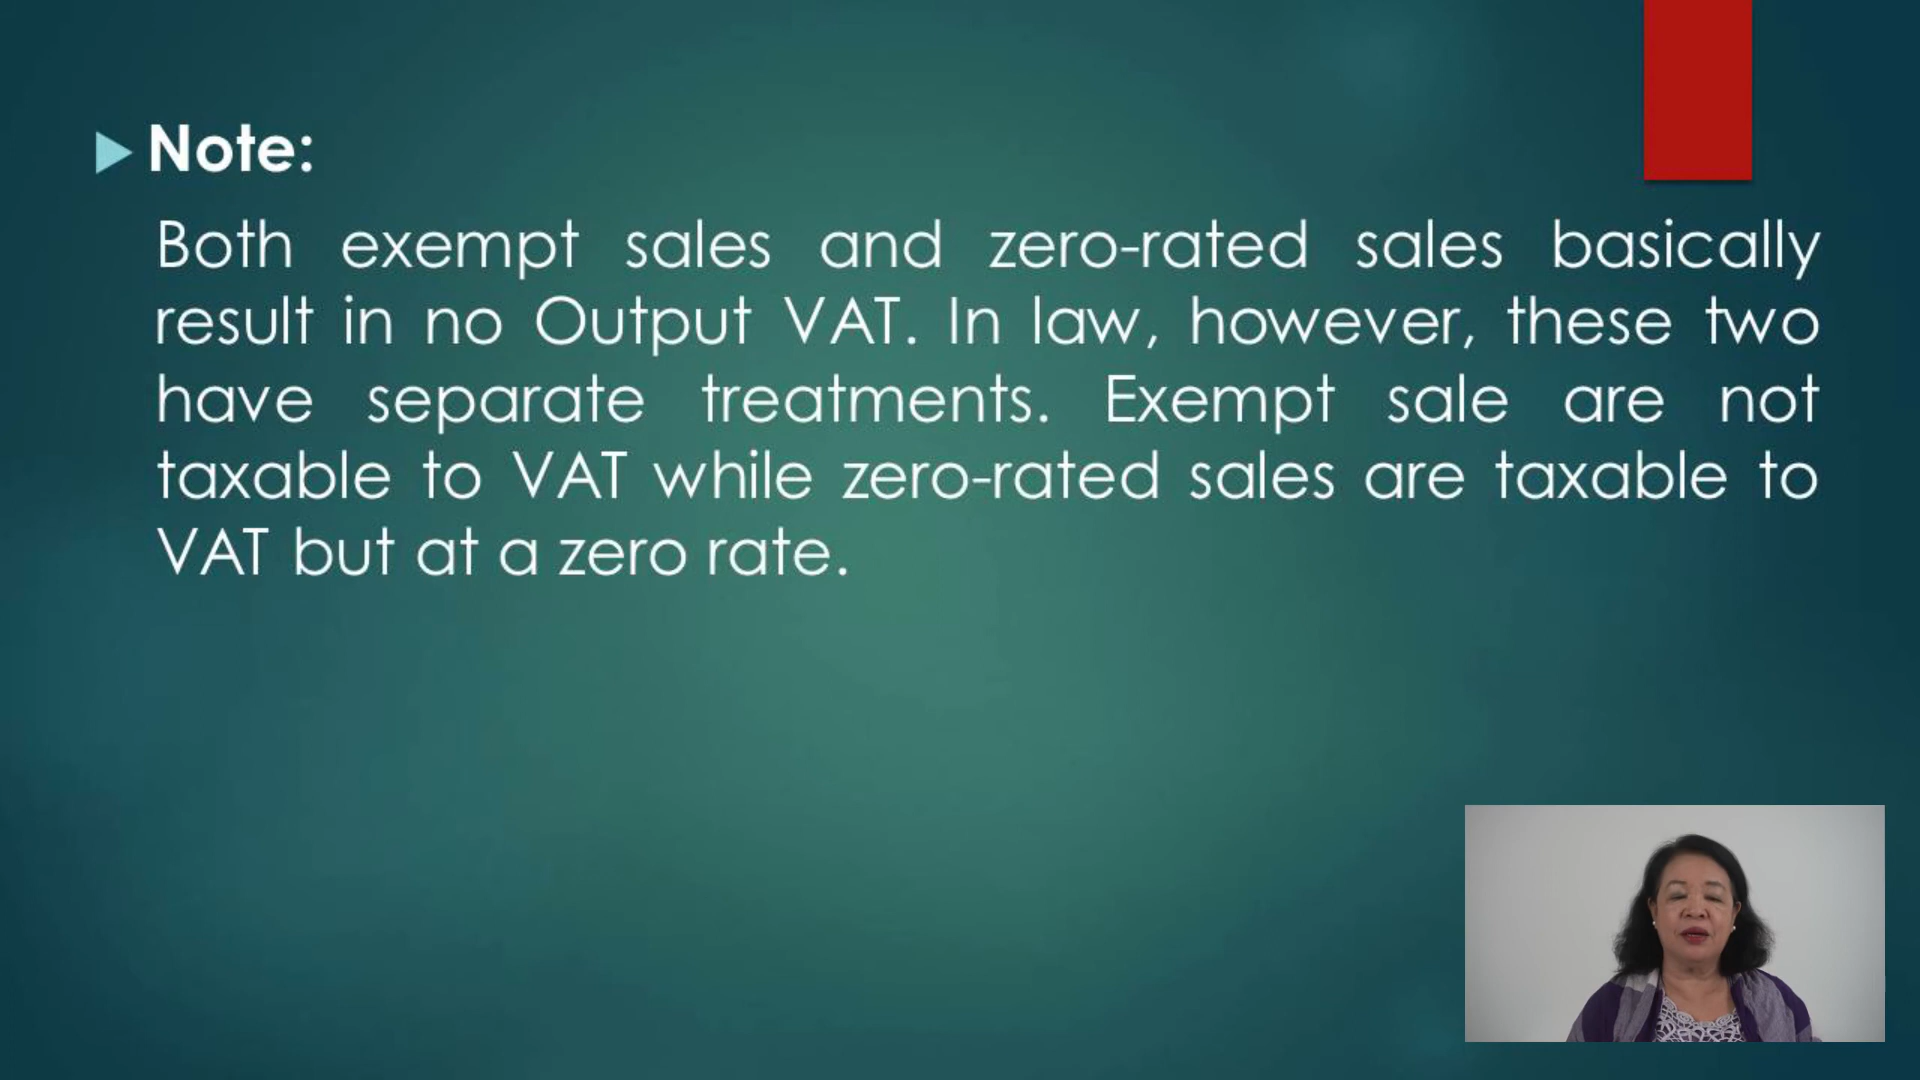 Note:
Both exempt sales and zero-rated sales basically
result in no Output VAT. In law, however, these two
have separate treatments. Exempt sale are not
taxable to VAT while zero-rated sales are taxable to
VAT but at a zero rate.